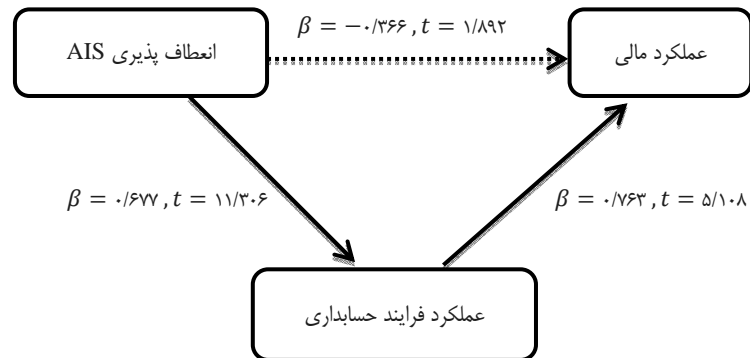 β = −۰/۳۶۶ , t = ۱/۸۹۲
انعطاف پذیری AIS
عملکرد مالی
β = ۰/۶۷۷ , t = ۱۱/۳۰۶
β = ۰/۷۶۳ , t = ۵/۱۰۸
عملکرد فرایند حسابداری